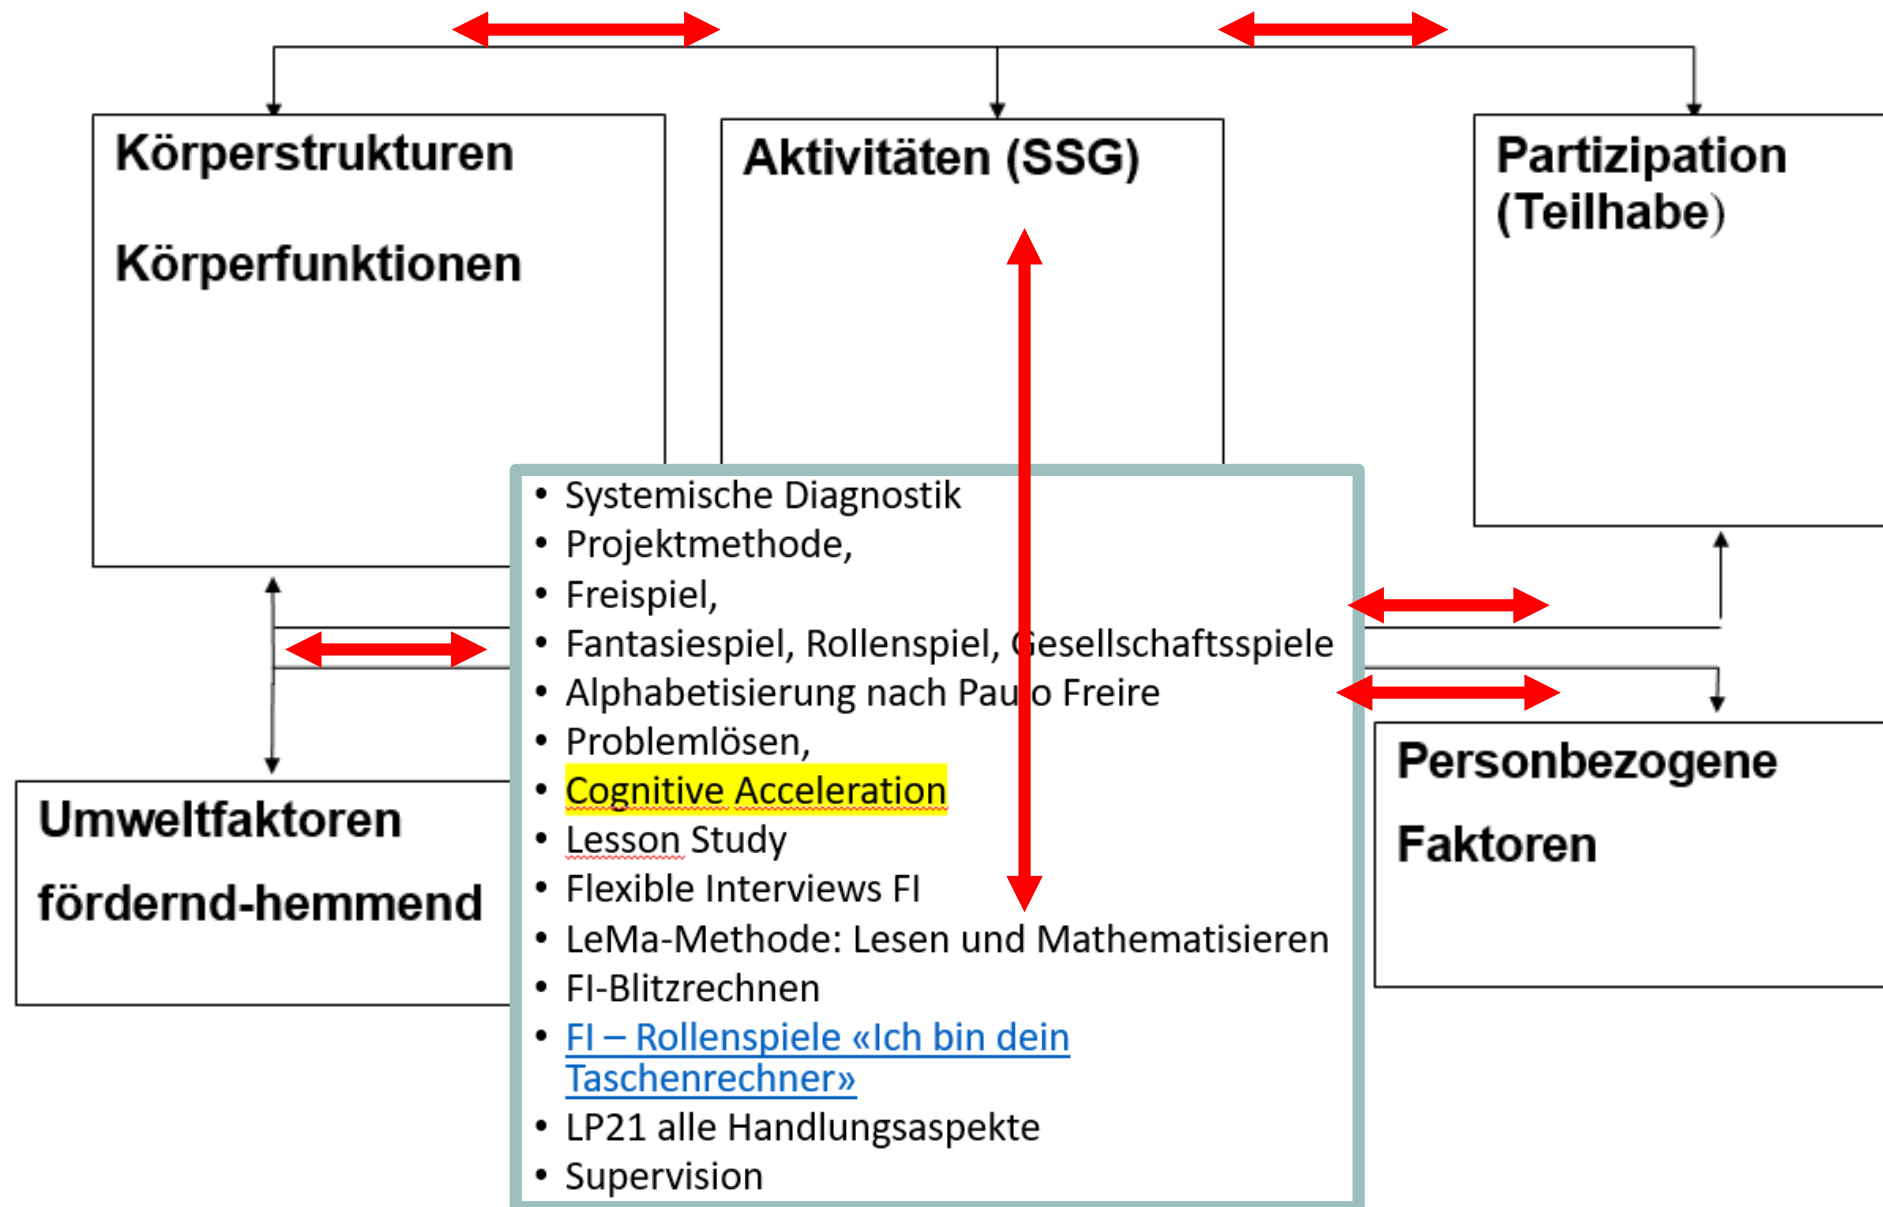 Körperstrukturen
Körperfunktionen
Aktivitäten (SSG)
Partizipation
(Teilhabe)
• Systemische Diagnostik
• Projektmethode,
• Freispiel,
• Fantasiespiel, Rollenspiel, Gesellschaftsspiele
• Alphabetisierung nach Paulo Freire
• Problemlösen,
• Cognitive Acceleration
• Lesson Study
• Flexible Interviews FI
• LeMa-Methode: Lesen und Mathematisieren
• FI-Blitzrechnen
• FI – Rollenspiele «Ich bin dein
Taschenrechner»
• LP21 alle Handlungsaspekte
• Supervision
Umweltfaktoren
fördernd-hemmend
Personbezogene
Faktoren